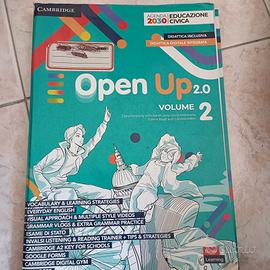 CAMBRIDGE
AGENDA 2030
EDUCAZIONE CIVICA
DIDATTICA INCLUSIVA
DIDATTICA DIGITALE INTEGRATA
Open Up 2.0
VOLUME 2
VOCABULARY & LEARNING STRATEGIES
EVERYDAY ENGLISH
VISUAL APPROACH & MULTIPLE STYLE VIDEOS
GRAMMAR VLOGS & EXTRA GRAMMAR PRACTICE
ESAME DI STATO
INVALSI LISTENING & READING TRAINER + TIPS & STRATEGIES
CAMBRIDGE A2 KEY FOR SCHOOLS
GOOGLE FORMS
CAMBRIDGE DIGITAL GYM
Learning